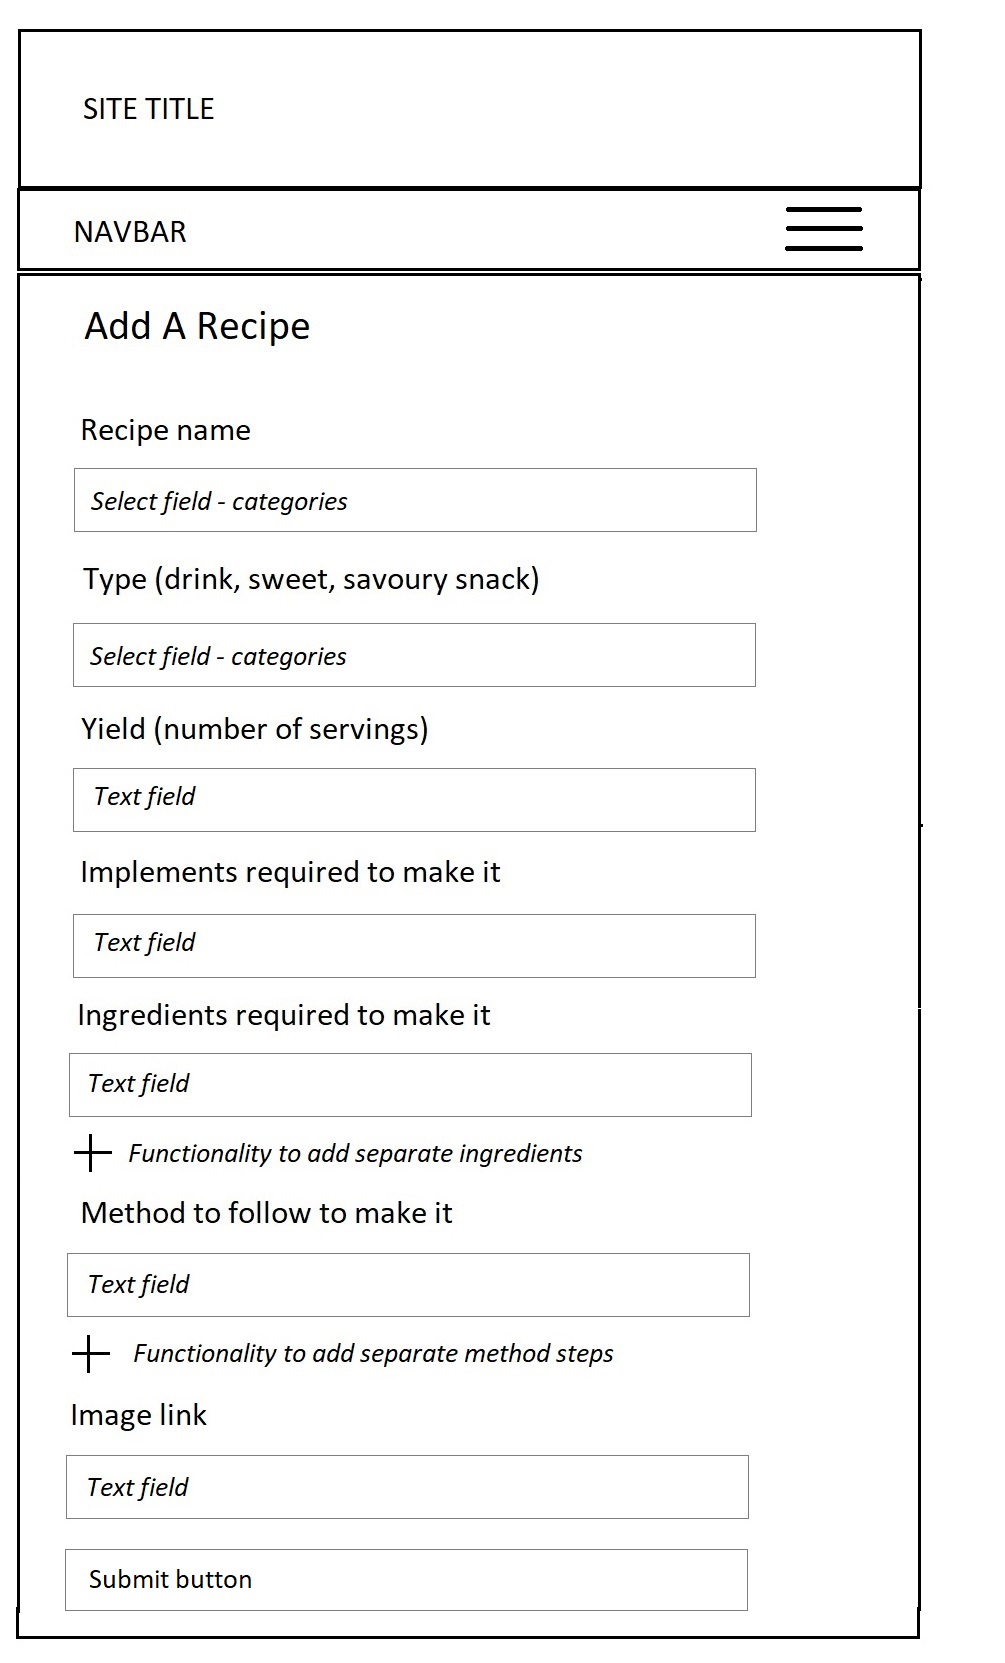 SITE TITLE
NAVBAR
Add A Recipe
Recipe name
Select field - categories
Type (drink, sweet, savoury snack)
Select field - categories
Yield (number of servings)
Text field
Implements required to make it
Text field
Ingredients required to make it
Text field
Functionality to add separate ingredients
Method to follow to make it
Text field
Functionality to add separate method steps
Image link
Text field
Submit button